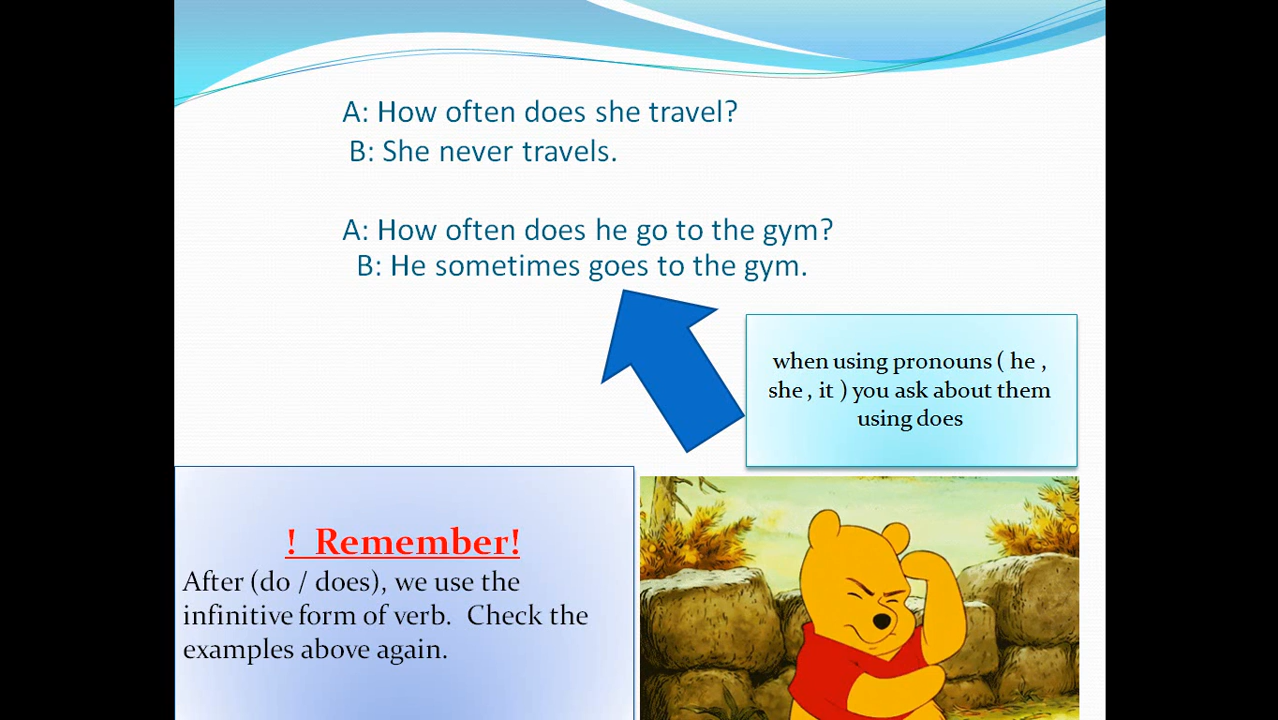 A: How often does she travel?
B: She never travels.
A: How often does he go to the gym?
B: He sometimes goes to the gym.
when using pronouns ( he ,
she , it ) you ask about them
using does
!  Remember!
After (do / does), we use the
infinitive form of verb.  Check the
examples above again.